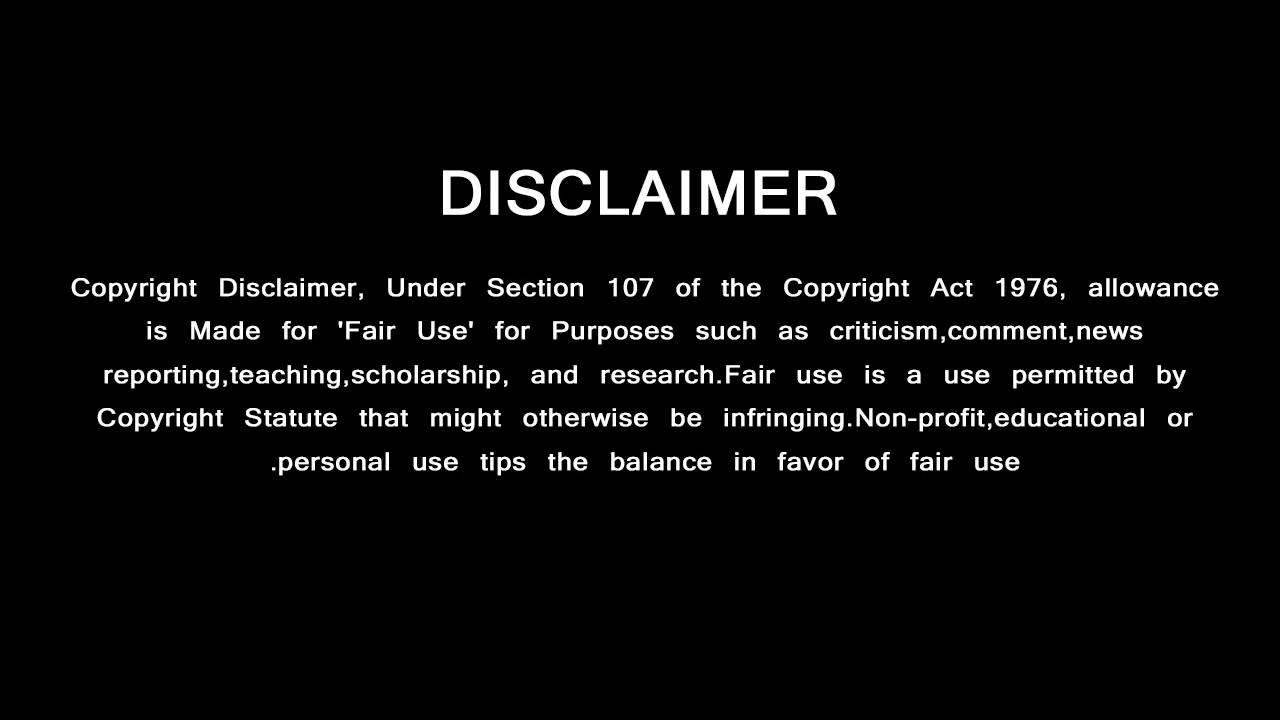 DISCLAIMER
Copyright Disclaimer, Under Section 107 of the Copyright Act 1976, allowance
is Made for 'Fair Use' for Purposes such as criticism,comment,news
reporting,teaching,scholarship, and research.Fair use is a use permitted by
Copyright Statute that might otherwise be infringing.Non-profit,educational or
.personal use tips the balance in favor of fair use